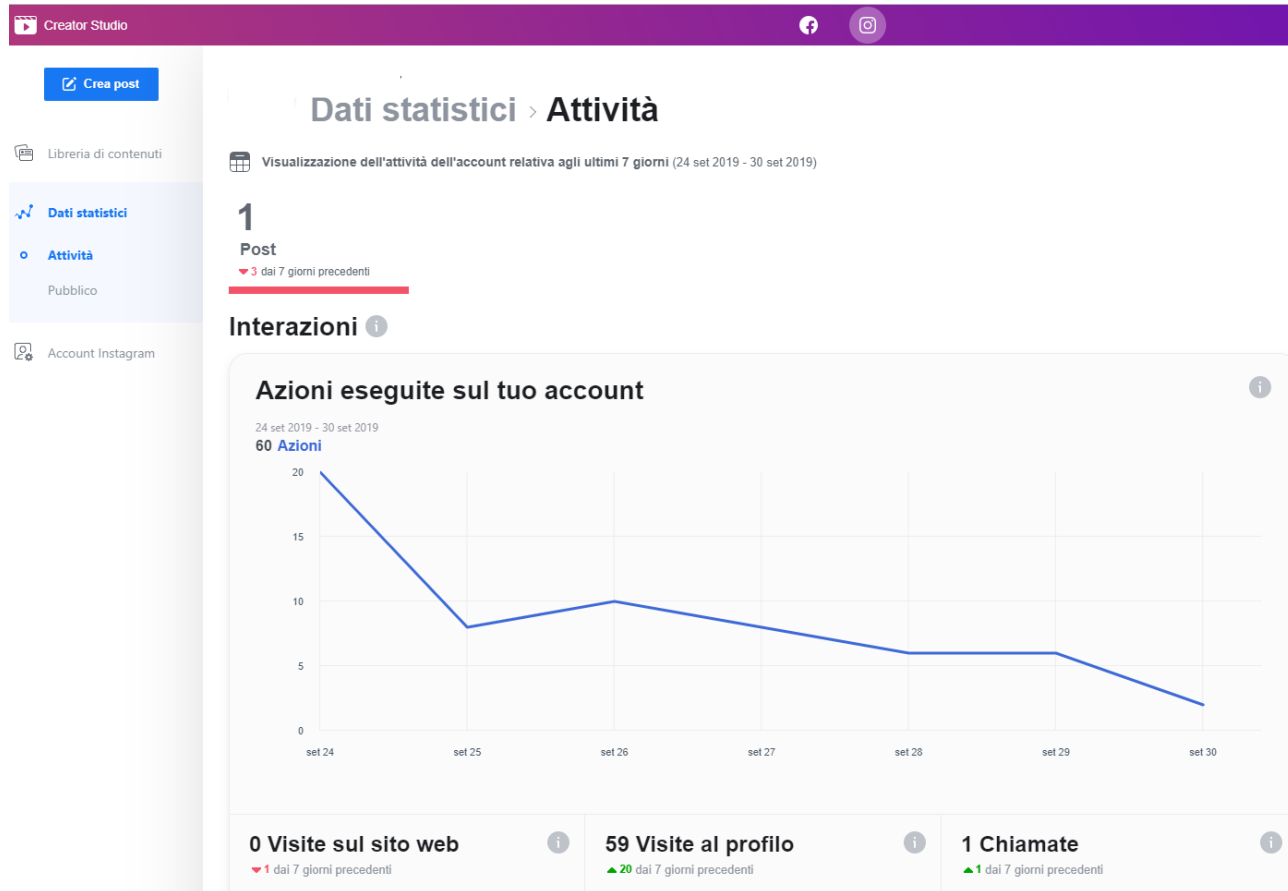 Creator Studio
Crea post
Libreria di contenuti
Dati statistici
Attività
Pubblico
Account Instagram
Dati statistici > Attività
Visualizzazione dell'attività dell'account relativa agli ultimi 7 giorni (24 set 2019 - 30 set 2019)
1
Post
3 dai 7 giorni precedenti
Interazioni
Azioni eseguite sul tuo account
24 set 2019 - 30 set 2019
60 Azioni
20
15
10
5
0
set 24 set 25 set 26 set 27 set 28 set 29 set 30
0 Visite sul sito web
1 dai 7 giorni precedenti
59 Visite al profilo
20 dai 7 giorni precedenti
1 Chiamate
1 dai 7 giorni precedenti